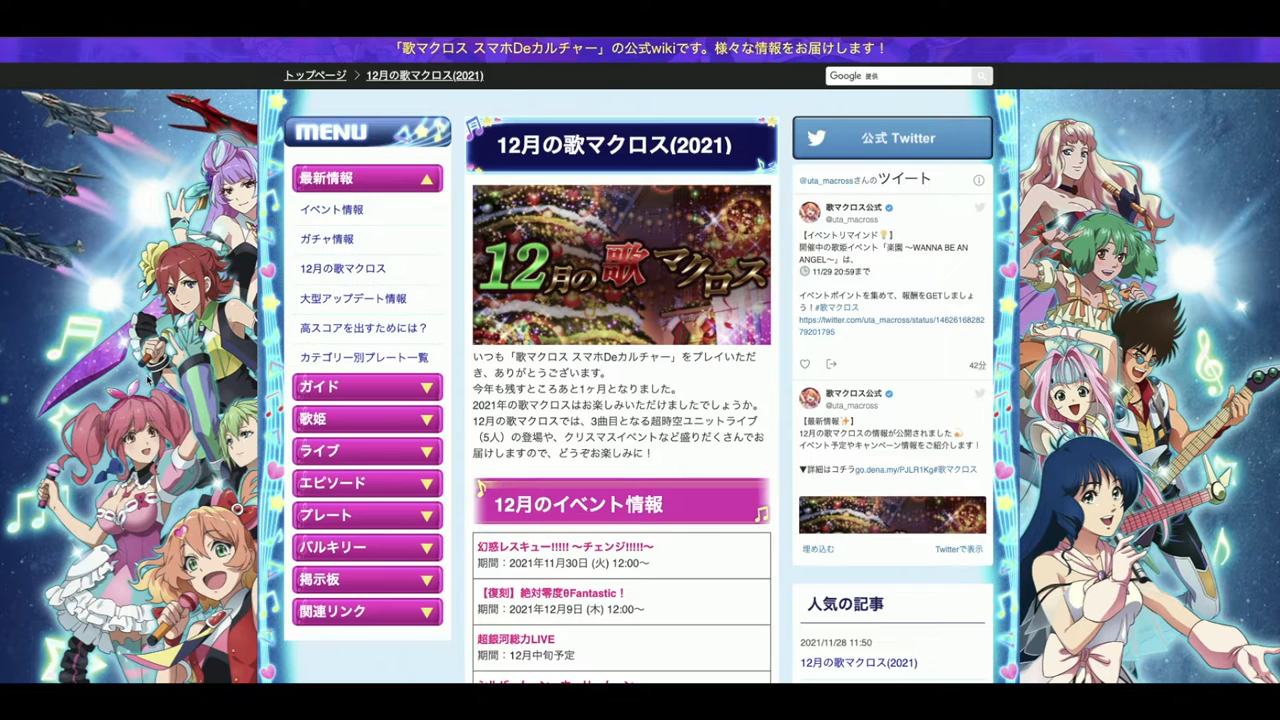 「歌マクロス スマホDeカルチャー」の公式wikiです。様々な情報をお届けします！
トップページ > 12月の歌マクロス(2021)
Google 提供
MENU
最新情報
イベント情報
ガチャ情報
12月の歌マクロス
大型アップデート情報
高スコアを出すためには？
カテゴリー別プレート一覧
ガイド
歌姫
ライブ
エピソード
プレート
バルキリー
掲示板
関連リンク
12月の歌マクロス(2021)
12月の歌マクロス
いつも「歌マクロス スマホDeカルチャー」をプレイいただ
き、ありがとうございます。
今年も残すところあと1ヶ月となりました。
2021年の歌マクロスはお楽しみいただけましたでしょうか。
12月の歌マクロスでは、3曲目となる超時空ユニットライブ
（5人）の登場や、クリスマスイベントなど盛りだくさんでお
届けしますので、どうぞお楽しみに！
12月のイベント情報
幻惑レスキュー!!!!! 〜チェンジ!!!!!〜
期間：2021年11月30日 (火) 12:00〜
【復刻】絶対零度θFantastic！
期間：2021年12月9日 (木) 12:00〜
超銀河総力LIVE
期間：12月中旬予定
公式 Twitter
@uta_macrossさんのツイート
歌マクロス公式
@uta_macross
【イベントリマインド】
開催中の歌姫イベント「楽園 〜WANNA BE AN
ANGEL〜」は、
11/29 20:59まで
イベントポイントを集めて、報酬をGETしましょ
う！#歌マクロス
https://twitter.com/uta_macross/status/14626168282
79201795
42分
歌マクロス公式
@uta_macross
【最新情報】
12月の歌マクロスの情報が公開されました
イベント予定やキャンペーン情報をご紹介します！
▼詳細はコチラgo.dena.my/PJLR1Kg#歌マクロス
埋め込む Twitterで表示
人気の記事
2021/11/28 11:50
12月の歌マクロス(2021)